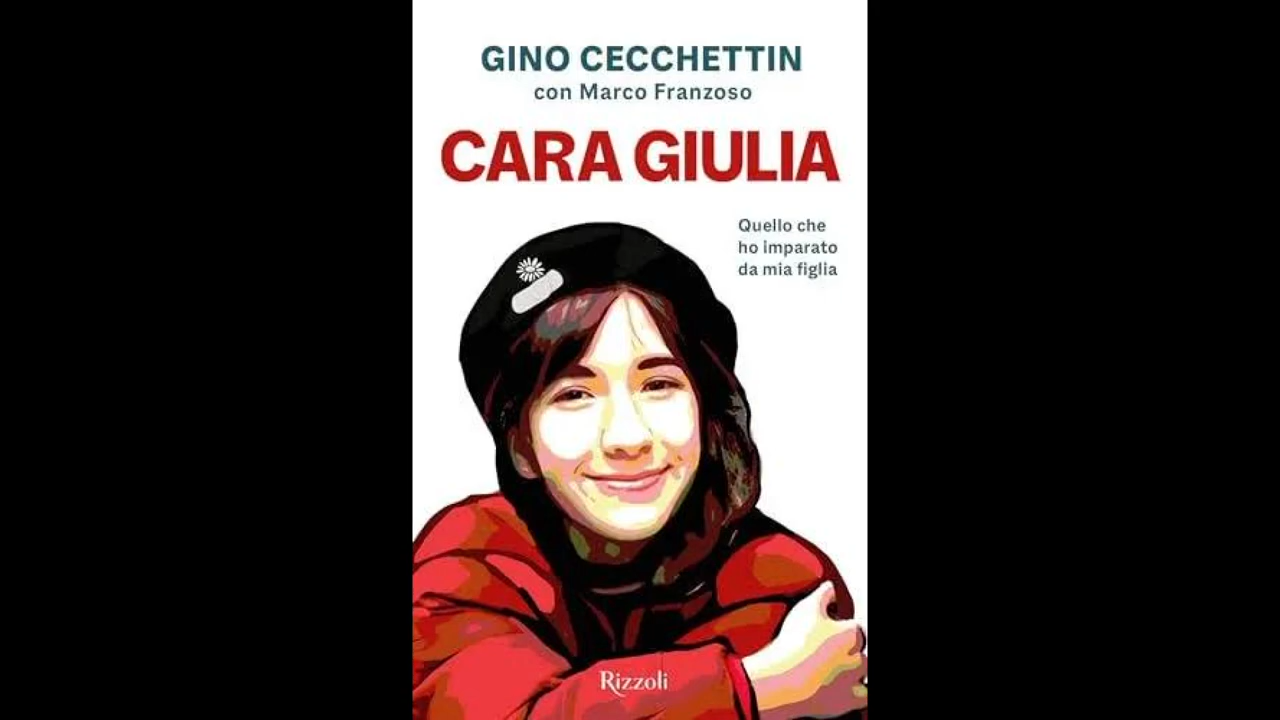 GINO CECCHETTIN
con Marco Franzoso
CARA GIULIA
Quello che
ho imparato
da mia figlia
Rizzoli